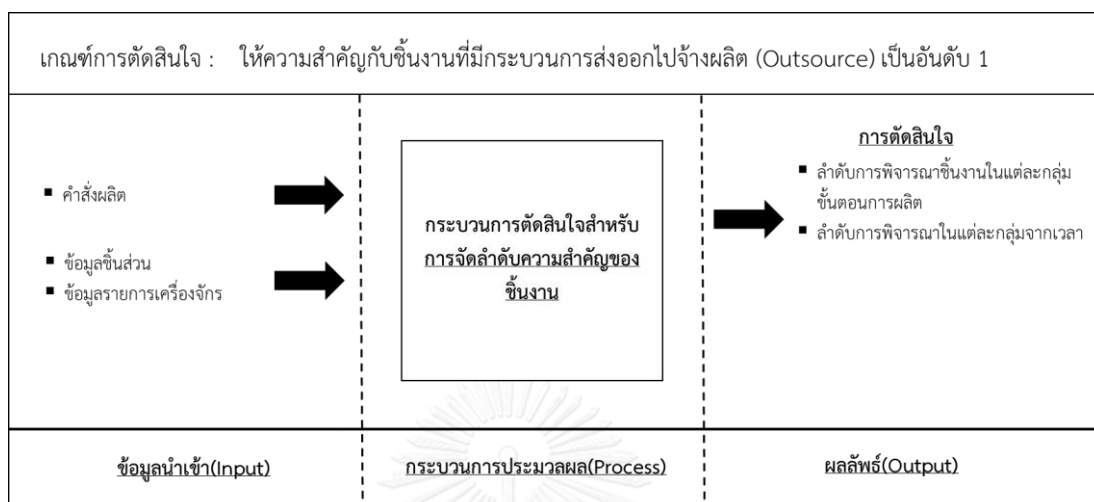 เกณฑ์การตัดสินใจ : ให้ความสำคัญกับชิ้นงานที่มีกระบวนการส่งออกไปจ้างผลิต (Outsource) เป็นอันดับ 1
▪ คำสั่งผลิต
▪ ข้อมูลชิ้นส่วน
▪ ข้อมูลรายการเครื่องจักร
กระบวนการตัดสินใจสำหรับ
การจัดลำดับความสำคัญของ
ชิ้นงาน
การตัดสินใจ
▪ ลำดับการพิจารณาชิ้นงานในแต่ละกลุ่ม
ขั้นตอนการผลิต
▪ ลำดับการพิจารณาในแต่ละกลุ่มจากเวลา
ข้อมูลนำเข้า(Input)
กระบวนการประมวลผล(Process)
ผลลัพธ์(Output)